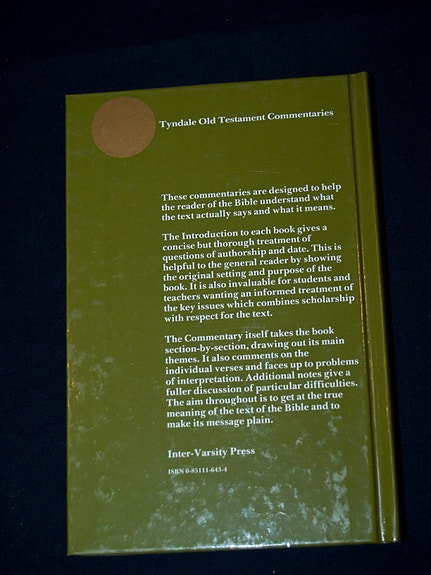 Tyndale Old Testament Commentaries
These commentaries are designed to help
the reader of the Bible understand what
the text actually says and what it means.
The Introduction to each book gives a
concise but thorough treatment of
questions of authorship and date. This is
helpful to the general reader by showing
the original setting and purpose of the
book. It is also invaluable for students and
teachers wanting an informed treatment of
the key issues which combines scholarship
with respect for the text.
The Commentary itself takes the book
section-by-section, drawing out its main
themes. It also comments on the
individual verses and faces up to problems
of interpretation. Additional notes give a
fuller discussion of particular difficulties.
The aim throughout is to get at the true
meaning of the text of the Bible and to
make its message plain.
Inter-Varsity Press
ISBN 0-85111-643-4